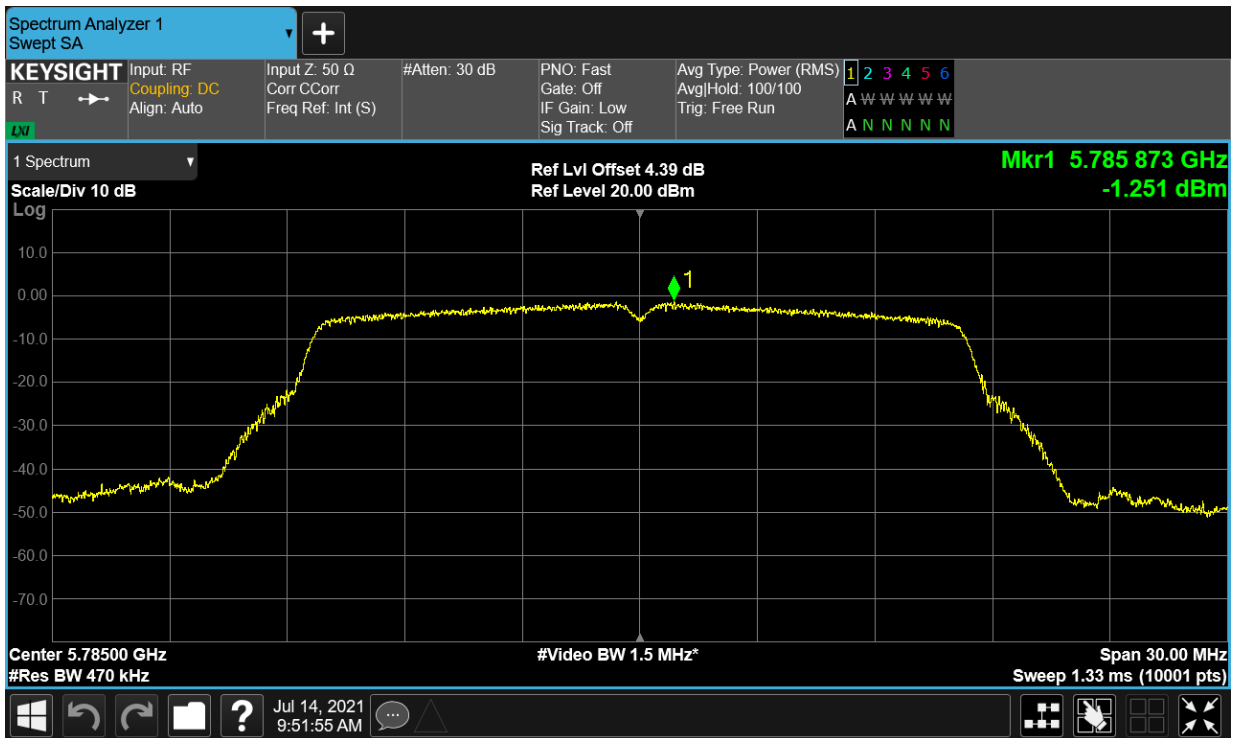 Spectrum Analyzer 1
Swept SA
+
KEYSIGHT
R T
LXI
Input: RF
Coupling: DC
Align: Auto
Input Z: 50 Ω
Corr CCorr
Freq Ref: Int (S)
#Atten: 30 dB
PNO: Fast
Gate: Off
IF Gain: Low
Sig Track: Off
Avg Type: Power (RMS)
Avg|Hold: 100/100
Trig: Free Run
1 2 3 4 5 6
A W W W W W
A N N N N N
1 Spectrum
Scale/Div 10 dB
Log
Ref Lvl Offset 4.39 dB
Ref Level 20.00 dBm
Mkr1 5.785 873 GHz
-1.251 dBm
10.0
0.00
-10.0
-20.0
-30.0
-40.0
-50.0
-60.0
-70.0
1
Center 5.78500 GHz
#Res BW 470 kHz
#Video BW 1.5 MHz*
Span 30.00 MHz
Sweep 1.33 ms (10001 pts)
?
Jul 14, 2021
9:51:55 AM